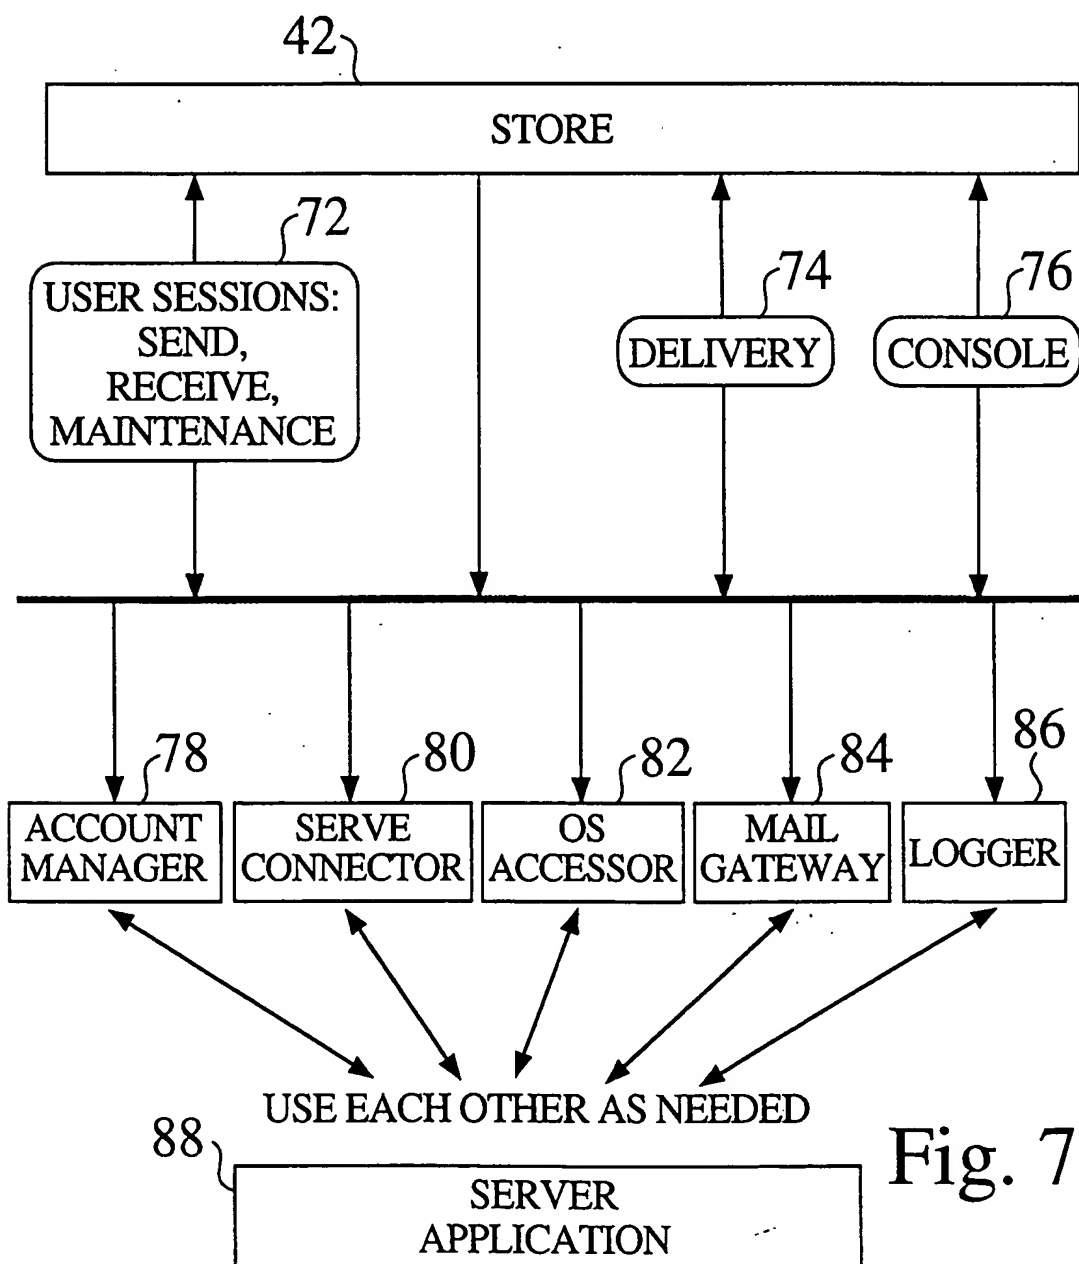 42
STORE
72
USER SESSIONS:
SEND,
RECEIVE,
MAINTENANCE
74
DELIVERY
76
CONSOLE
78
ACCOUNT
MANAGER
80
SERVE
CONNECTOR
82
OS
ACCESSOR
84
MAIL
GATEWAY
86
LOGGER
USE EACH OTHER AS NEEDED
88
SERVER
APPLICATION
Fig. 7